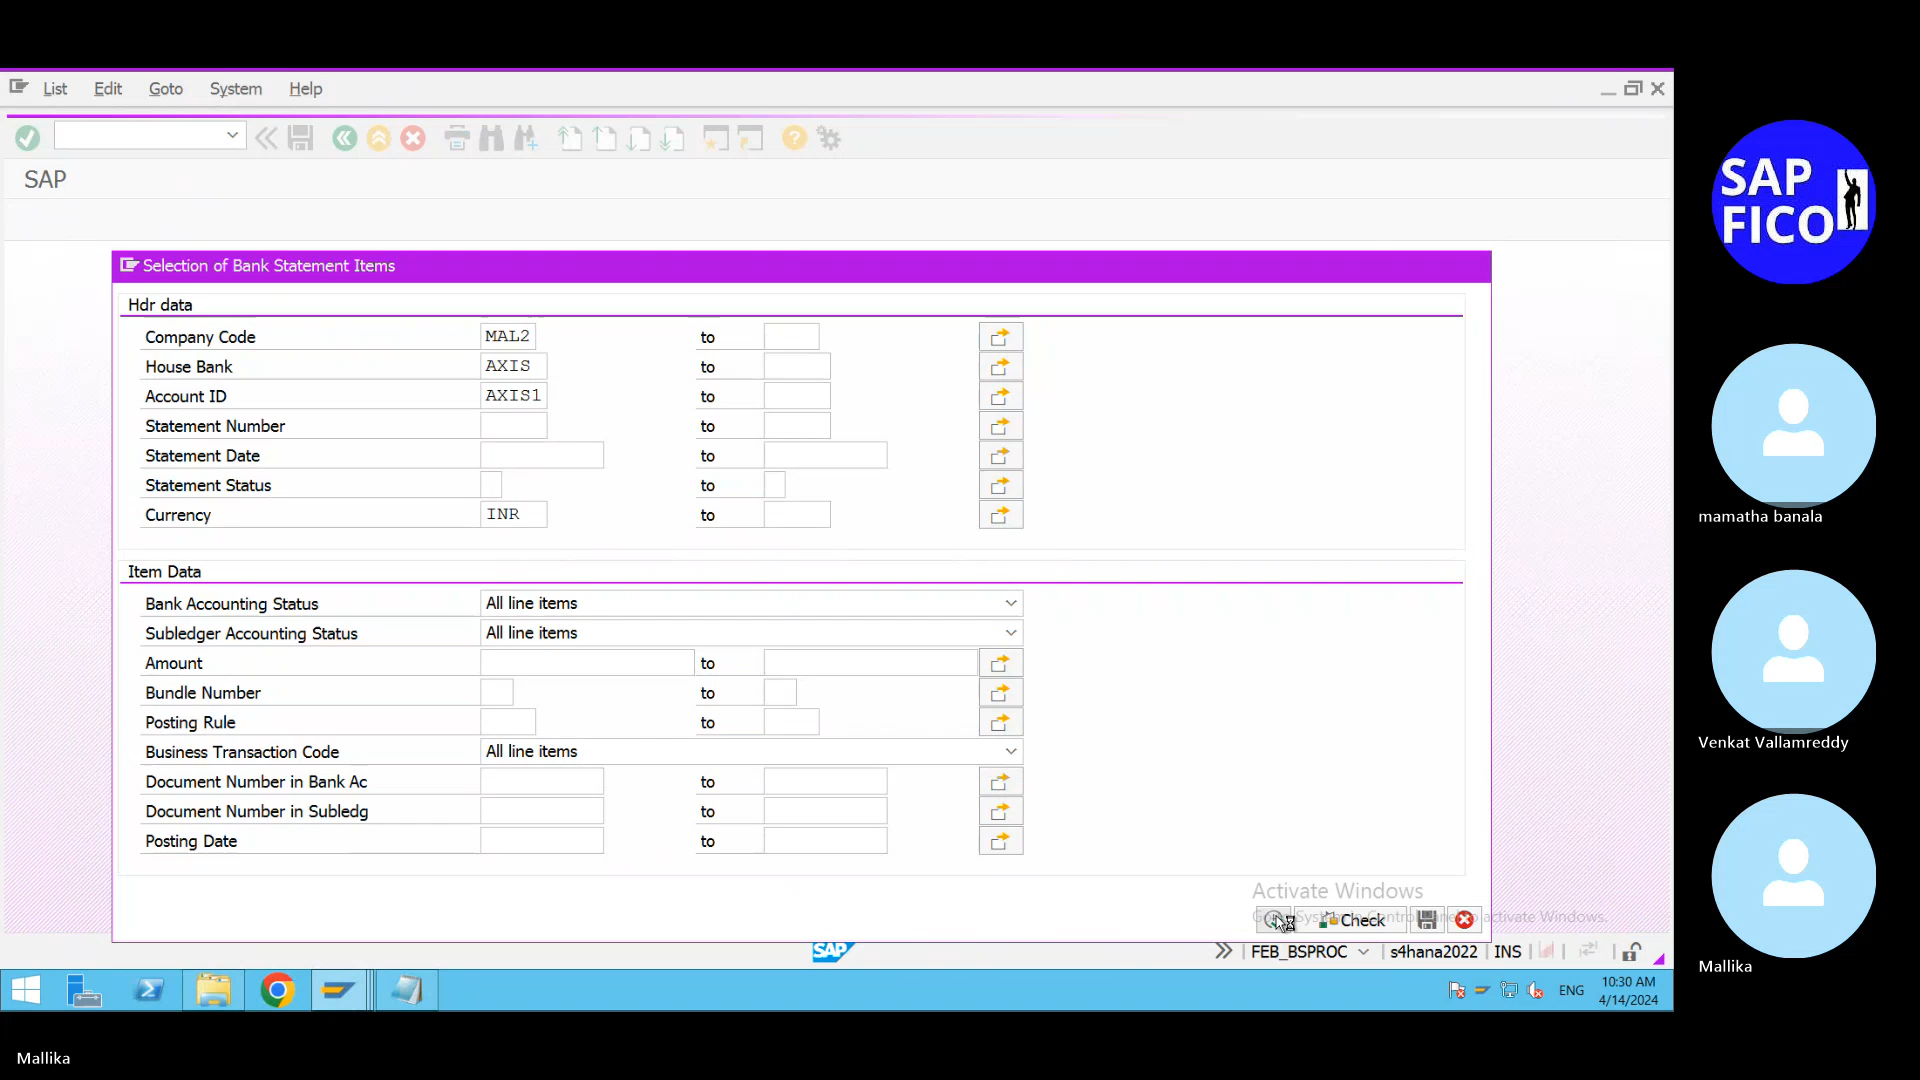 List Edit Goto System Help
SAP
Selection of Bank Statement Items
Hdr data
Company Code MAL2 to
House Bank AXIS to
Account ID AXIS1 to
Statement Number to
Statement Date to
Statement Status to
Currency INR to
Item Data
Bank Accounting Status All line items
Subledger Accounting Status All line items
Amount to
Bundle Number to
Posting Rule to
Business Transaction Code All line items
Document Number in Bank Ac to
Document Number in Subledg to
Posting Date to
Activate Windows
Check
activate Windows.
SAP FEB_BSPROC s4hana2022 INS
ENG
10:30 AM
4/14/2024
Mallika
SAP
FICO
mamatha banala
Venkat Vallamreddy
Mallika